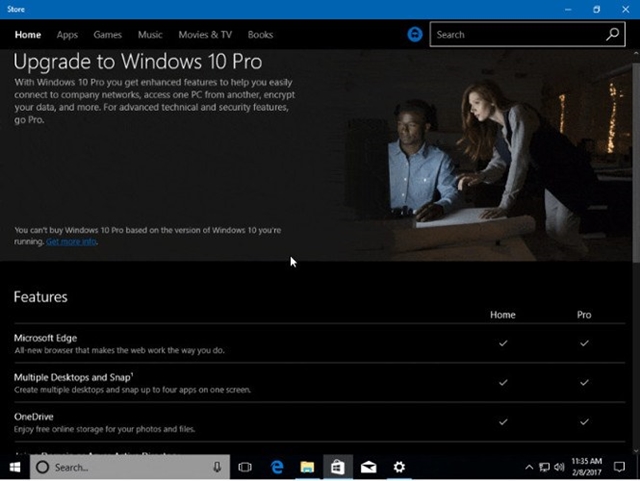 Store
Home Apps Games Music Movies & TV Books
Search
Upgrade to Windows 10 Pro
With Windows 10 Pro you get enhanced features to help you easily
connect to company networks, access one PC from another, encrypt
your data, and more. For advanced technical and security features,
go Pro.
You can't buy Windows 10 Pro based on the version of Windows 10 you're
running. Get more info.
Features
Home Pro
Microsoft Edge
All-new browser that makes the web work the way you do.
Multiple Desktops and Snap¹
Create multiple desktops and snap up to four apps on one screen.
OneDrive
Enjoy free online storage for your photos and files.
Search...
11:35 AM
2/8/2017